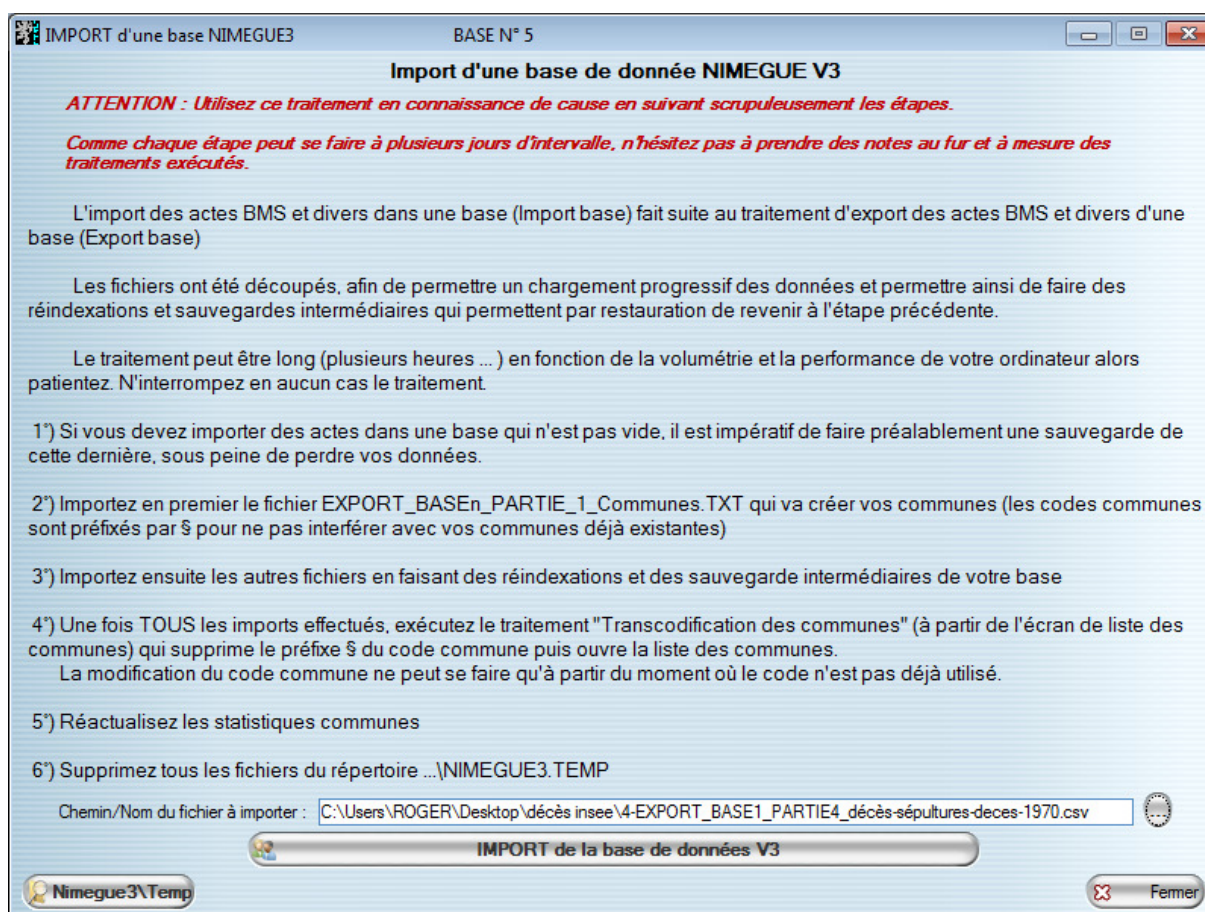 IMPORT d'une base NIMEGUE3 BASE N° 5
Import d'une base de donnée NIMEGUE V3
ATTENTION : Utilisez ce traitement en connaissance de cause en suivant scrupuleusement les étapes.
Comme chaque étape peut se faire à plusieurs jours d'intervalle, n'hésitez pas à prendre des notes au fur et à mesure des
traitements exécutés.
L'import des actes BMS et divers dans une base (Import base) fait suite au traitement d'export des actes BMS et divers d'une
base (Export base)
Les fichiers ont été découpés, afin de permettre un chargement progressif des données et permettre ainsi de faire des
réindexations et sauvegardes intermédiaires qui permettent par restauration de revenir à l'étape précédente.
Le traitement peut être long (plusieurs heures ... ) en fonction de la volumétrie et la performance de votre ordinateur alors
patientez. N'interrompez en aucun cas le traitement.
1°) Si vous devez importer des actes dans une base qui n'est pas vide, il est impératif de faire préalablement une sauvegarde de
cette dernière, sous peine de perdre vos données.
2°) Importez en premier le fichier EXPORT_BASEn_PARTIE_1_Communes.TXT qui va créer vos communes (les codes communes
sont préfixés par § pour ne pas interférer avec vos communes déjà existantes)
3°) Importez ensuite les autres fichiers en faisant des réindexations et des sauvegarde intermédiaires de votre base
4°) Une fois TOUS les imports effectués, exécutez le traitement "Transcodification des communes" (à partir de l'écran de liste des
communes) qui supprime le préfixe § du code commune puis ouvre la liste des communes.
La modification du code commune ne peut se faire qu'à partir du moment où le code n'est pas déjà utilisé.
5°) Réactualisez les statistiques communes
6°) Supprimez tous les fichiers du répertoire ...\NIMEGUE3.TEMP
Chemin/Nom du fichier à importer : C:\Users\ROGER\Desktop\décès insee\4-EXPORT_BASE1_PARTIE4_décès-sépultures-deces-1970.csv
IMPORT de la base de données V3
Nimegue3\Temp Fermer